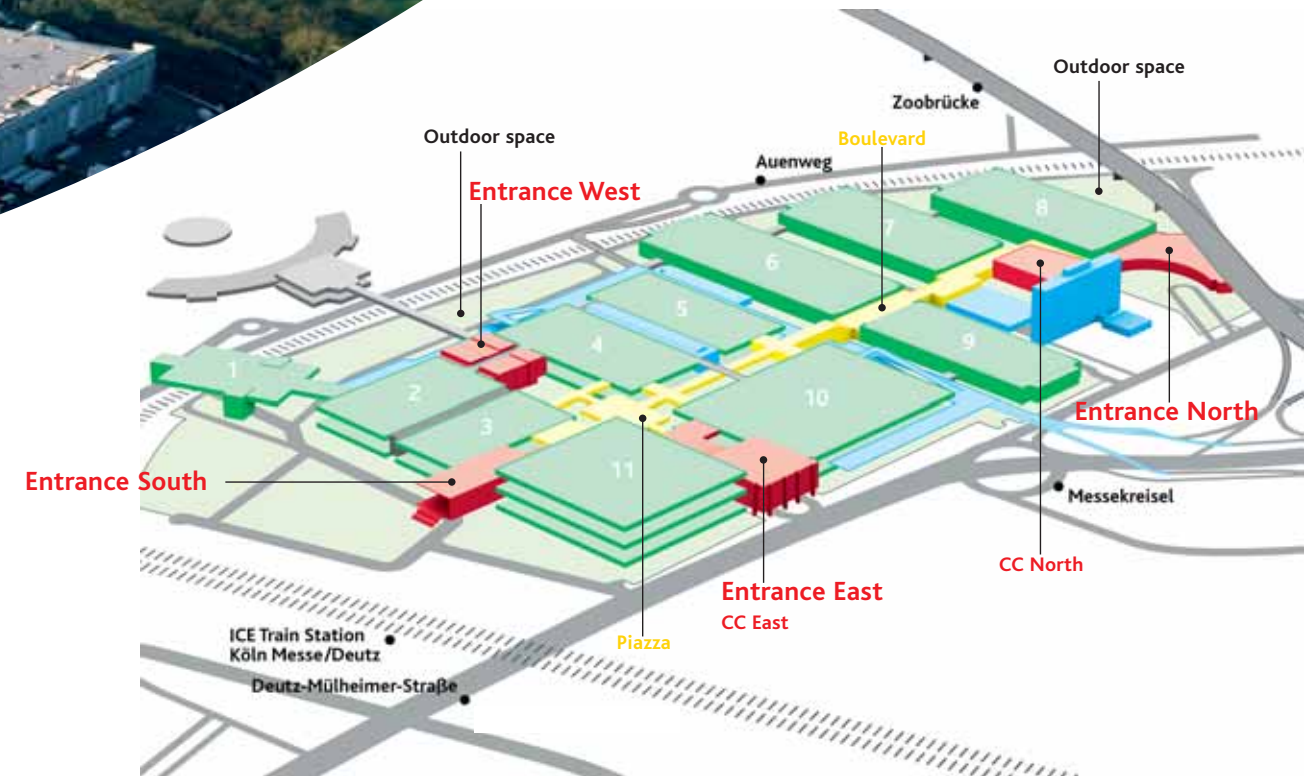 Outdoor space
Zoobrücke
Outdoor space
Boulevard
Auenweg
Entrance West
8
7
6
5
4
9
1
2
10
3
11
Entrance North
Entrance South
Messekreisel
CC North
Entrance East
CC East
Piazza
ICE Train Station
Köln Messe/Deutz
Deutz-Mülheimer-Straße